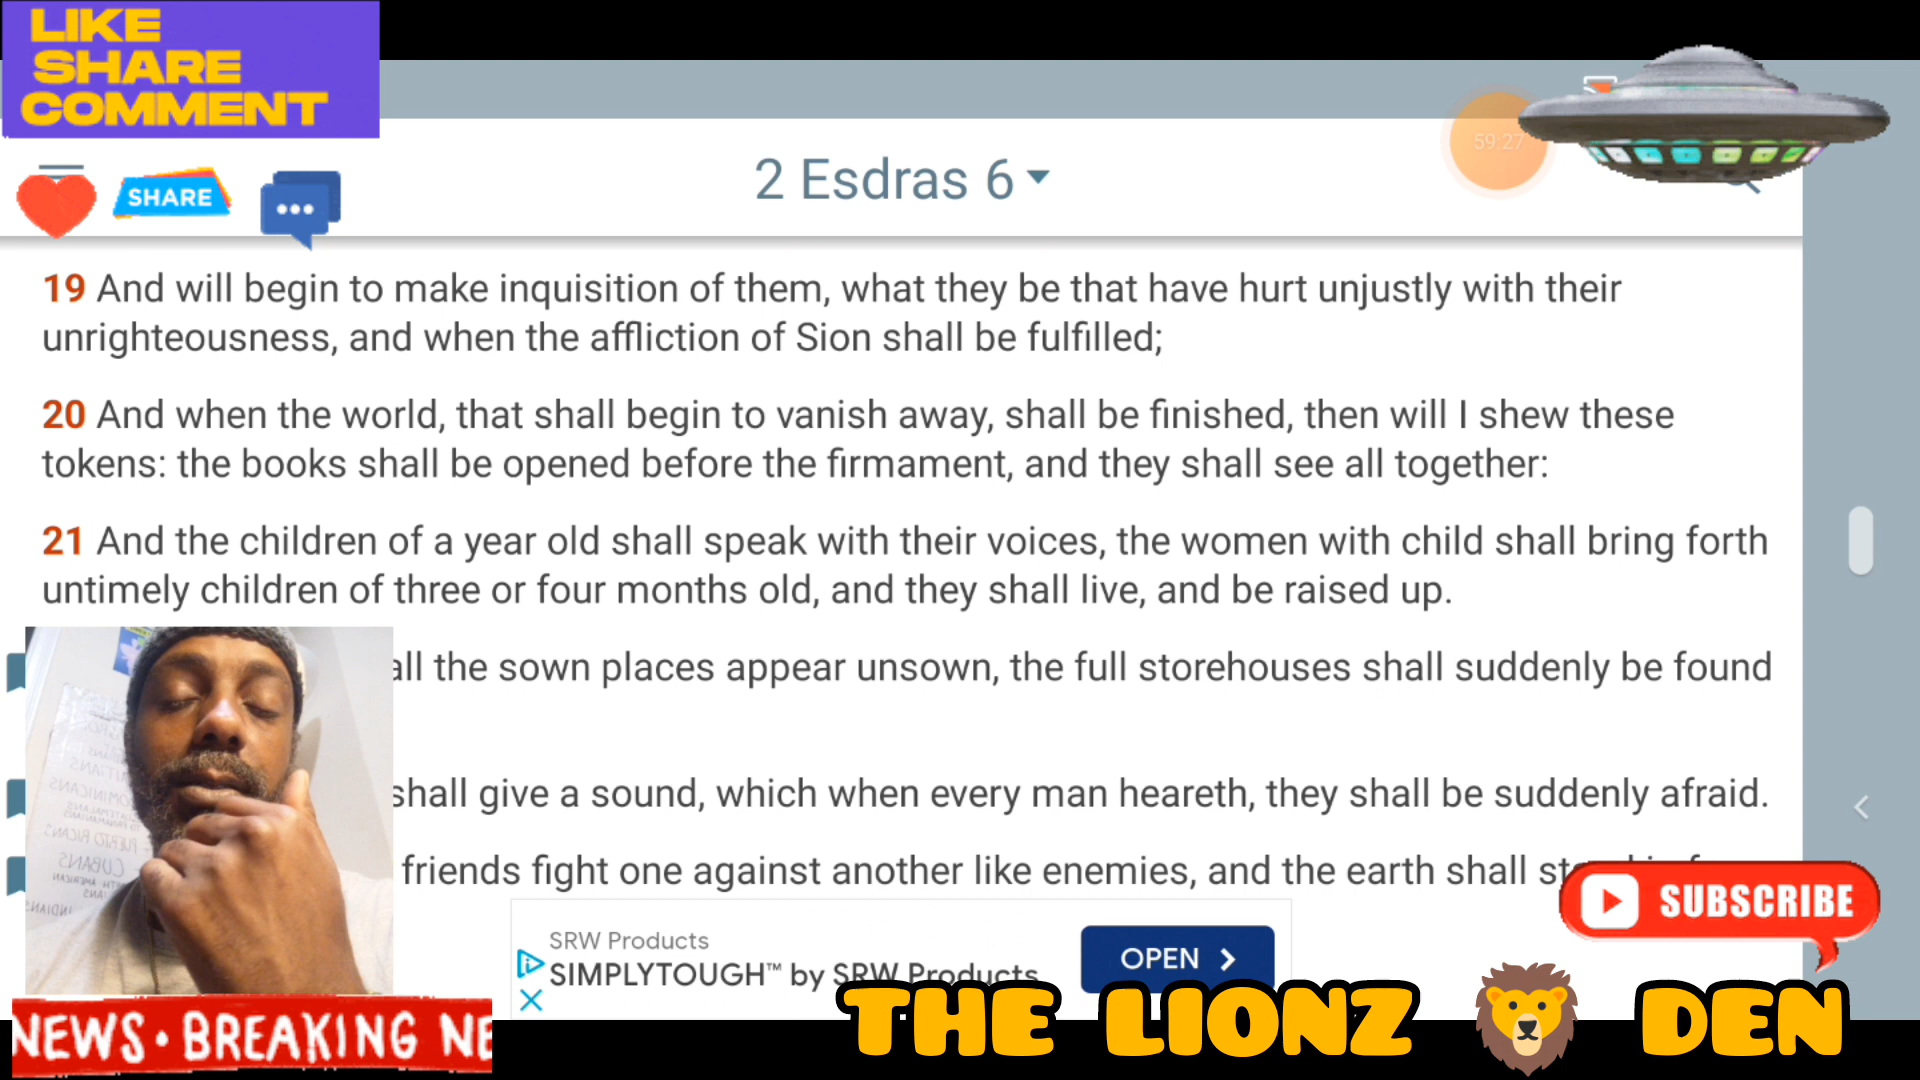 LIKE
SHARE
COMMENT
SHARE
2 Esdras 6
59:27
19 And will begin to make inquisition of them, what they be that have hurt unjustly with their
unrighteousness, and when the affliction of Sion shall be fulfilled;
20 And when the world, that shall begin to vanish away, shall be finished, then will I shew these
tokens: the books shall be opened before the firmament, and they shall see all together:
21 And the children of a year old shall speak with their voices, the women with child shall bring forth
untimely children of three or four months old, and they shall live, and be raised up.
all the sown places appear unsown, the full storehouses shall suddenly be found
shall give a sound, which when every man heareth, they shall be suddenly afraid.
friends fight one against another like enemies, and the earth shall
PUERTO RICANS
CUBANS
SUBSCRIBE
SRW Products
SIMPLYTOUGH™ by SRW Products
OPEN
NEWS • BREAKING NE
THE LIONZ DEN